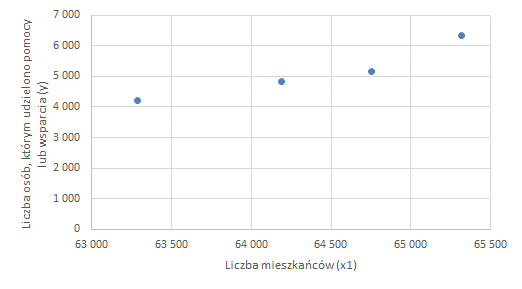 7 000
6 000
5 000
4 000
3 000
2 000
1 000
0
Liczba osób, którym udzielono pomocy
lub wsparcia (y)
63 000 63 500 64 000 64 500 65 000 65 500
Liczba mieszkańców (x1)